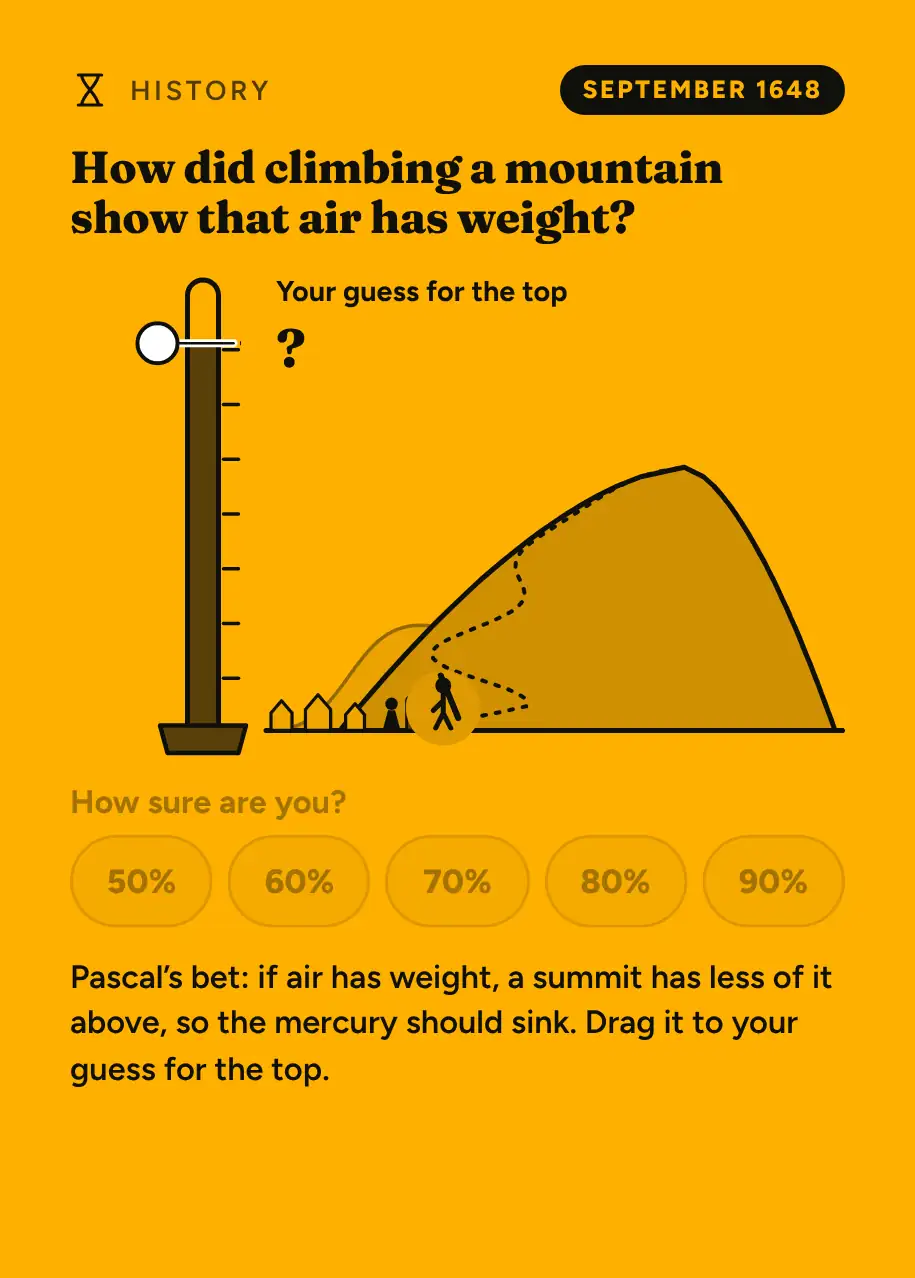 HISTORY
SEPTEMBER 1648
How did climbing a mountain
show that air has weight?
Your guess for the top
?
How sure are you?
50%
60%
70%
80%
90%
Pascal’s bet: if air has weight, a summit has less of it
above, so the mercury should sink. Drag it to your
guess for the top.